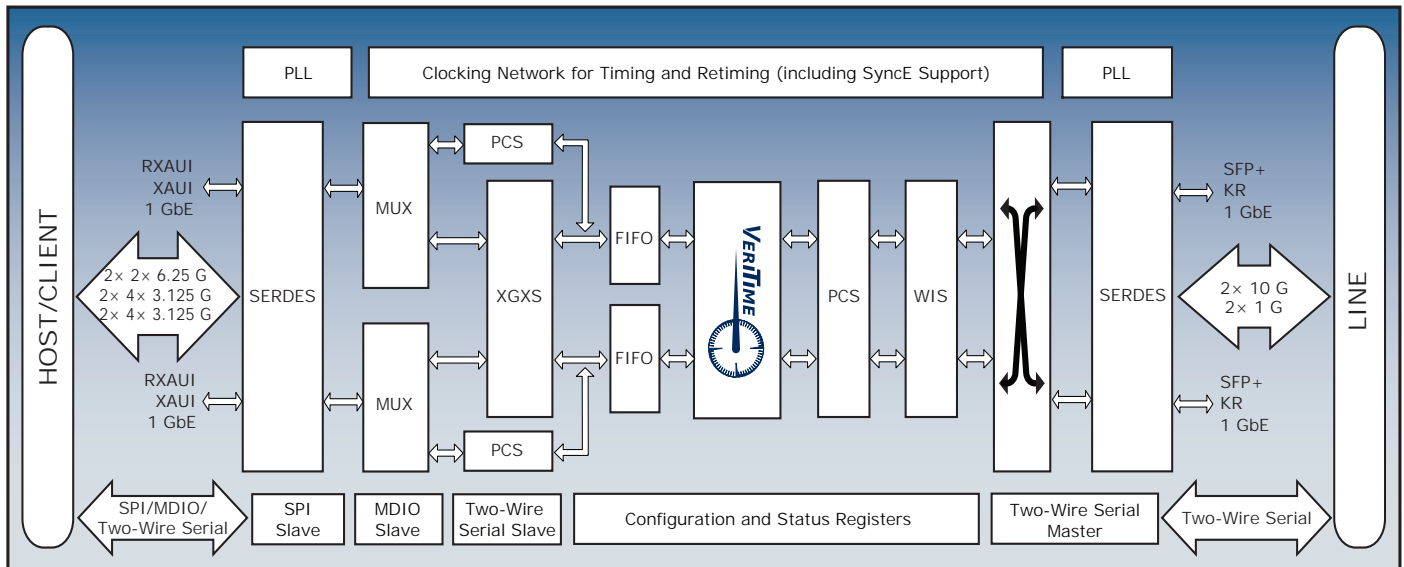 PLL
Clocking Network for Timing and Retiming (including SyncE Support)
PLL
HOST/CLIENT
RXAUI
XAUI
1 GbE
2× 2× 6.25 G
2× 4× 3.125 G
2× 4× 3.125 G
RXAUI
XAUI
1 GbE
SERDES
MUX
MUX
PCS
XGXS
PCS
FIFO
FIFO
VERITIME
PCS
WIS
SERDES
SFP+
KR
1 GbE
2× 10 G
2× 1 G
SFP+
KR
1 GbE
LINE
SPI/MDIO/
Two-Wire Serial
SPI
Slave
MDIO
Slave
Two-Wire
Serial Slave
Configuration and Status Registers
Two-Wire Serial
Master
Two-Wire Serial